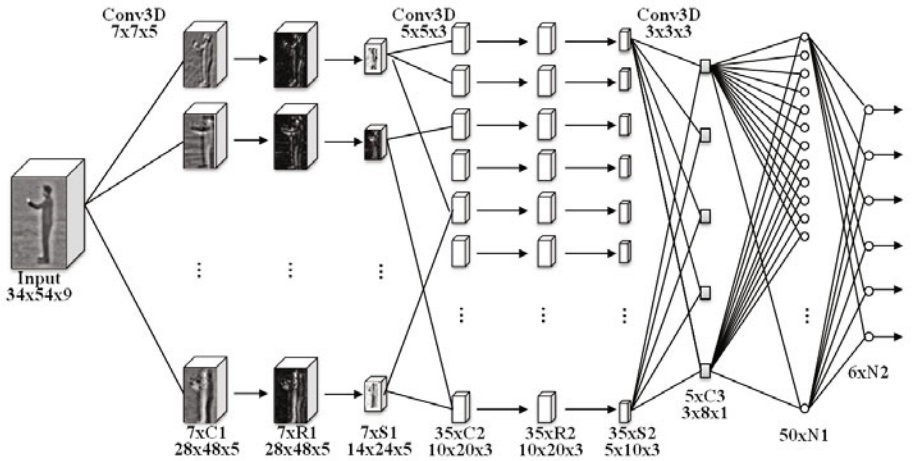 Conv3D
7x7x5
Conv3D
5x5x3
Conv3D
3x3x3
Input
34x54x9
7xC1
28x48x5
7xR1
28x48x5
7xS1
14x24x5
35xC2
10x20x3
35xR2
10x20x3
35xS2
5x10x3
5xC3
3x8x1
50xN1
6xN2